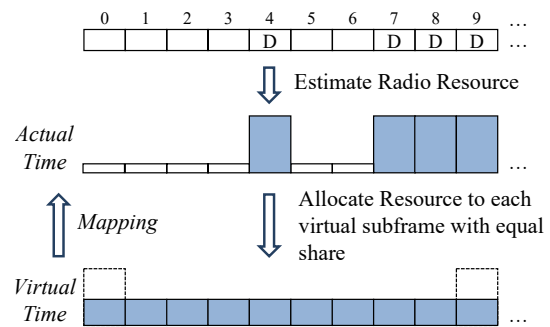 0 1 2 3 4 5 6 7 8 9 ...
D D D D ...
Estimate Radio Resource
Actual
Time
...
Mapping
Allocate Resource to each
virtual subframe with equal
share
Virtual
Time
...